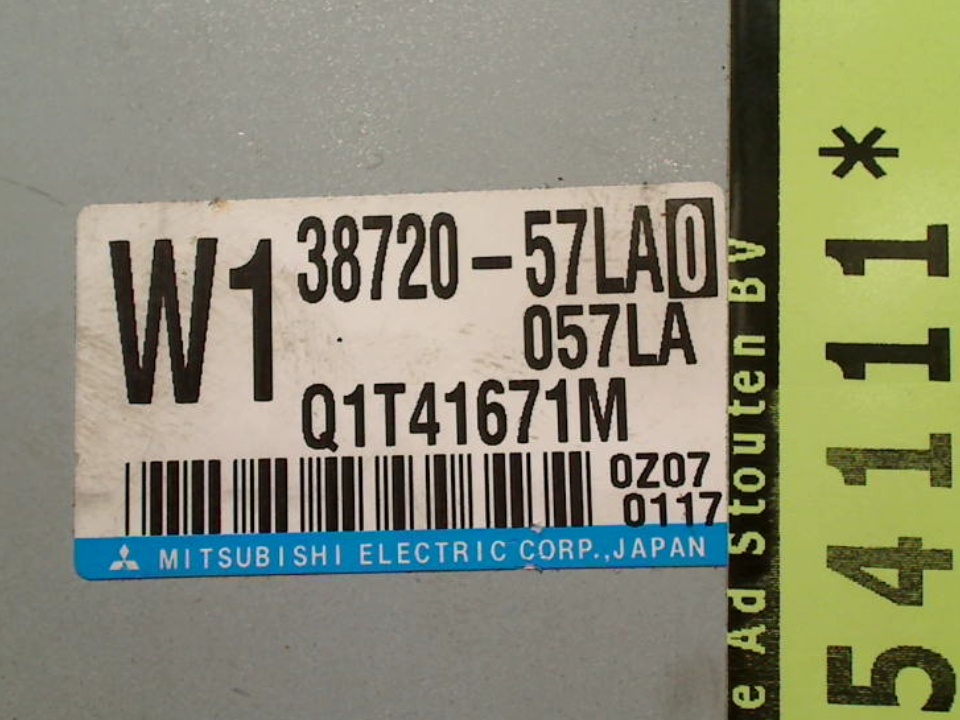 W1
38720-57LA0
057LA
Q1T41671M
0Z07
0117
MITSUBISHI ELECTRIC CORP.,JAPAN
e Ad Stouten BV
54111*